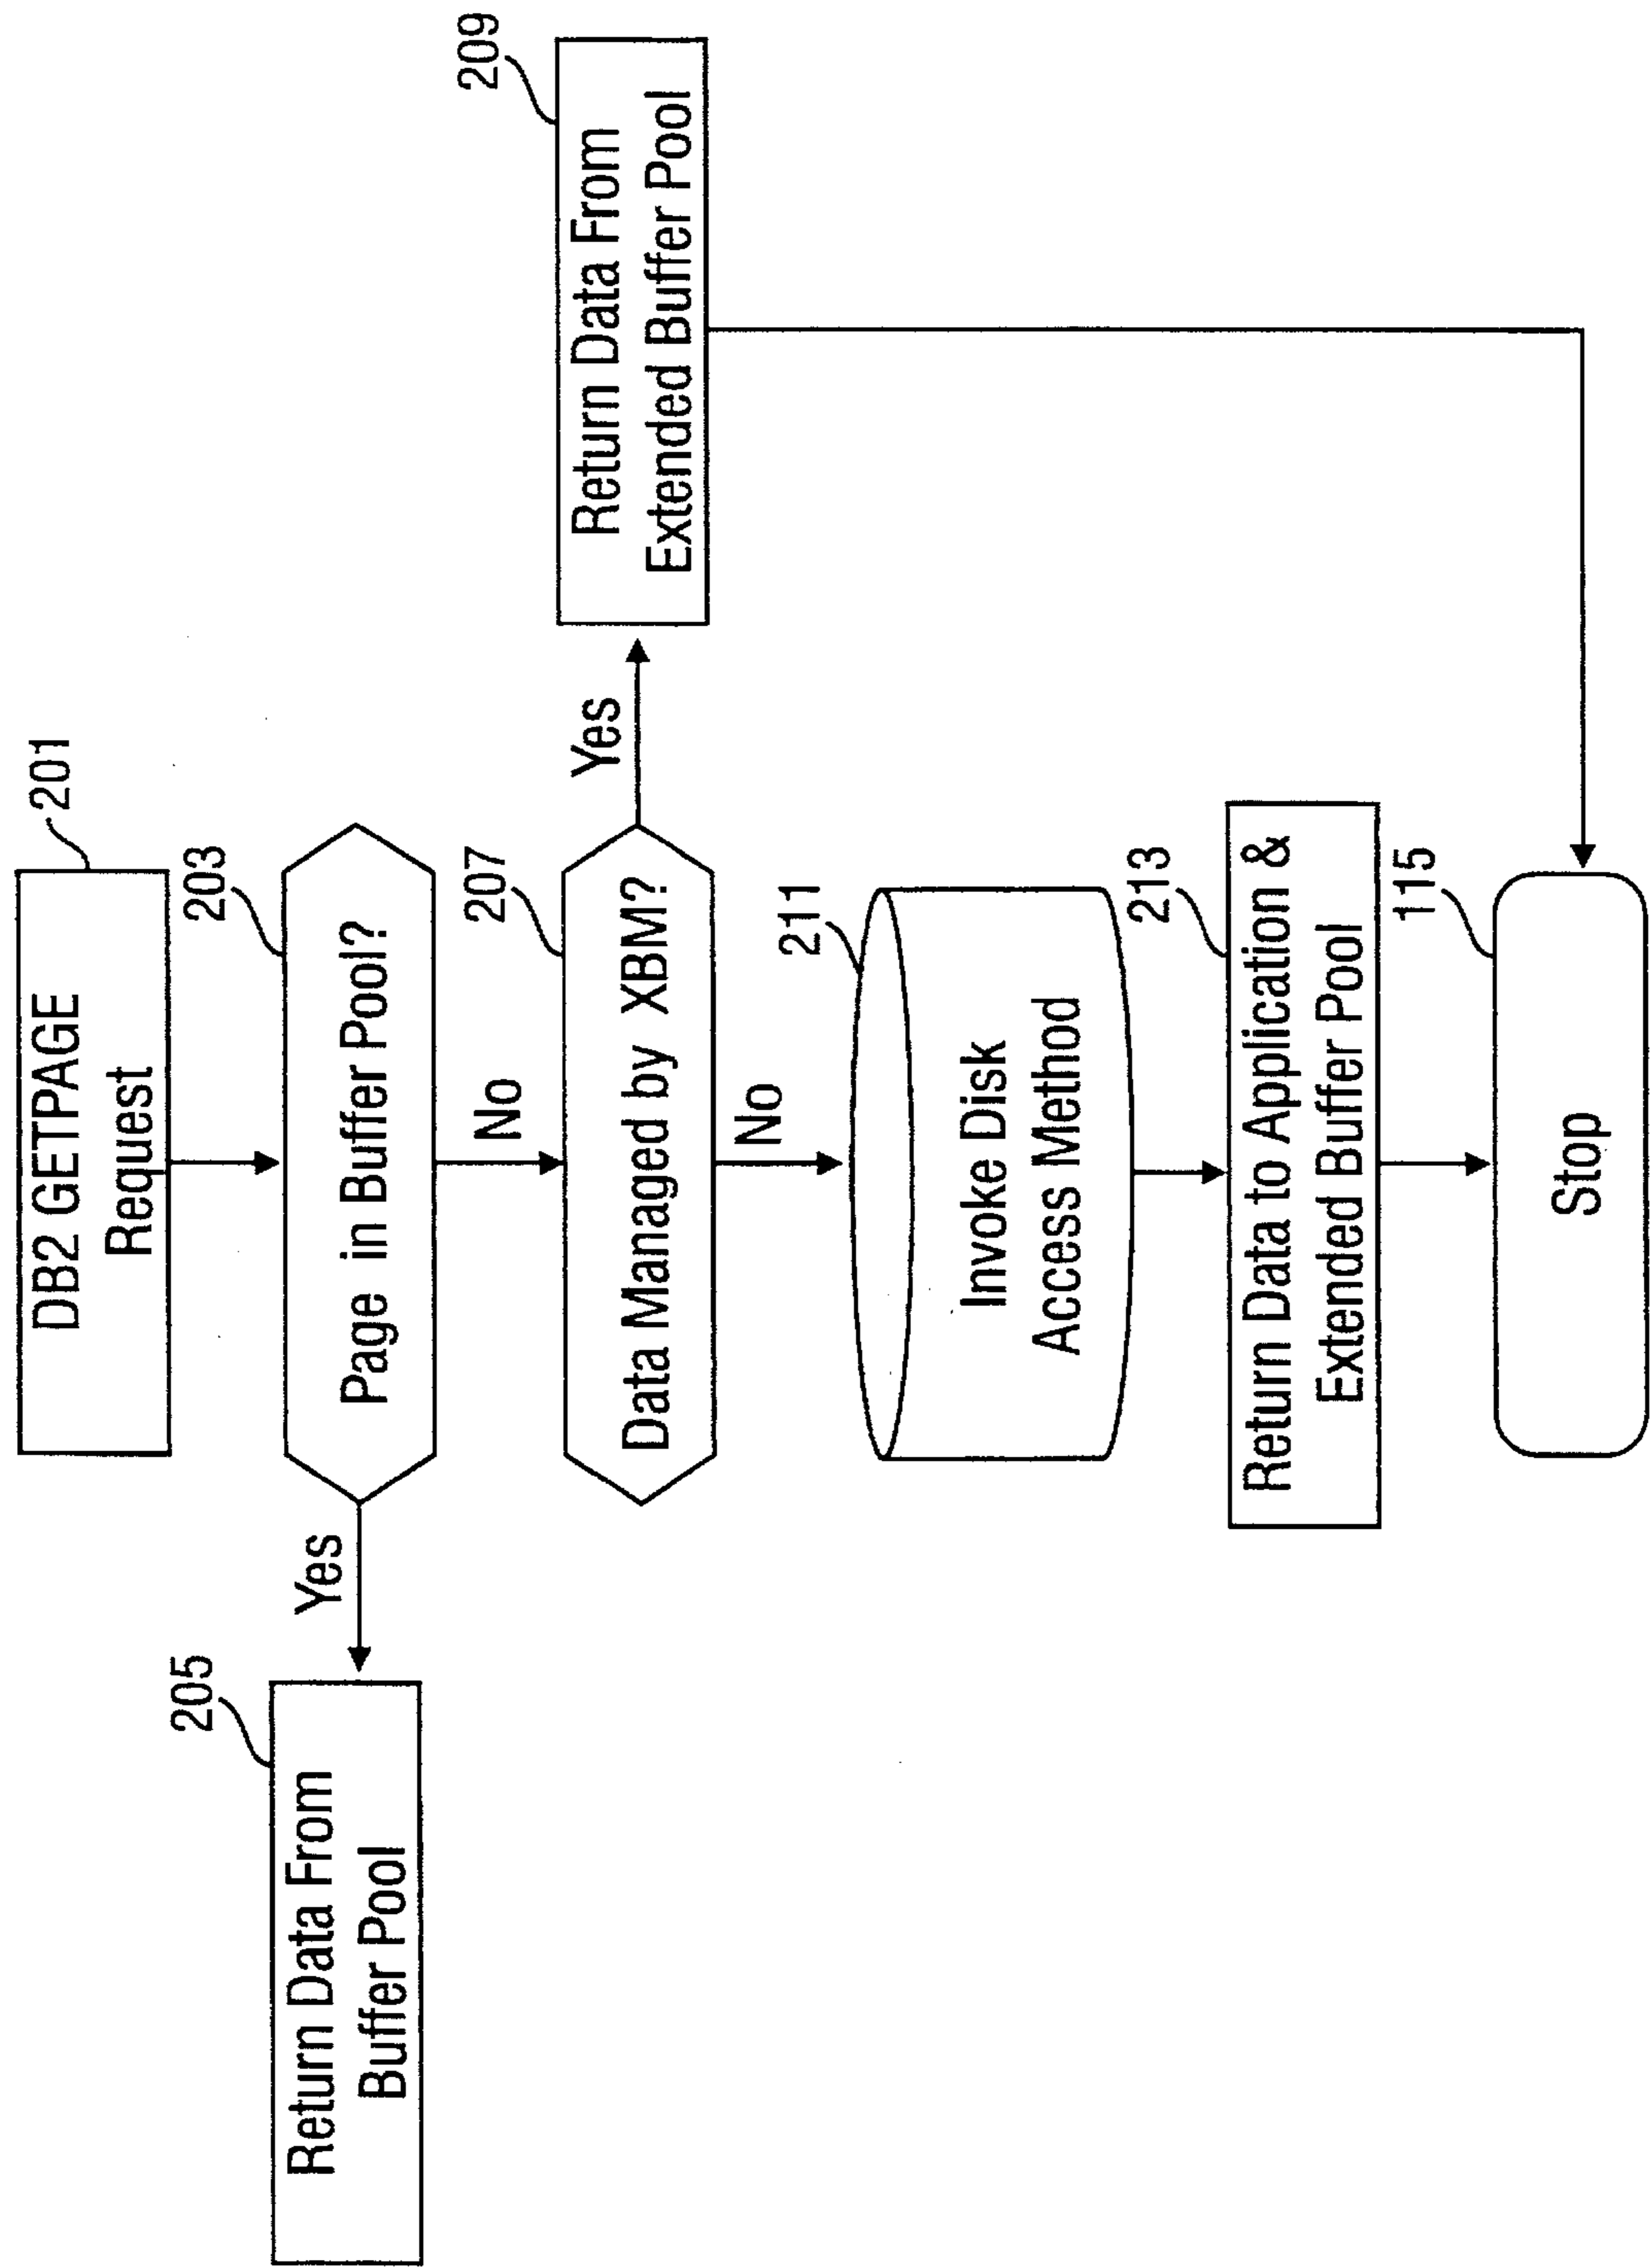 DB2 GETPAGE
Request
201
Page in Buffer Pool?
203
Yes
Return Data From
Buffer Pool
205
No
Data Managed by XBM?
207
Yes
Return Data From
Extended Buffer Pool
209
No
Invoke Disk
Access Method
211
Return Data to Application &
Extended Buffer Pool
213
Stop
115